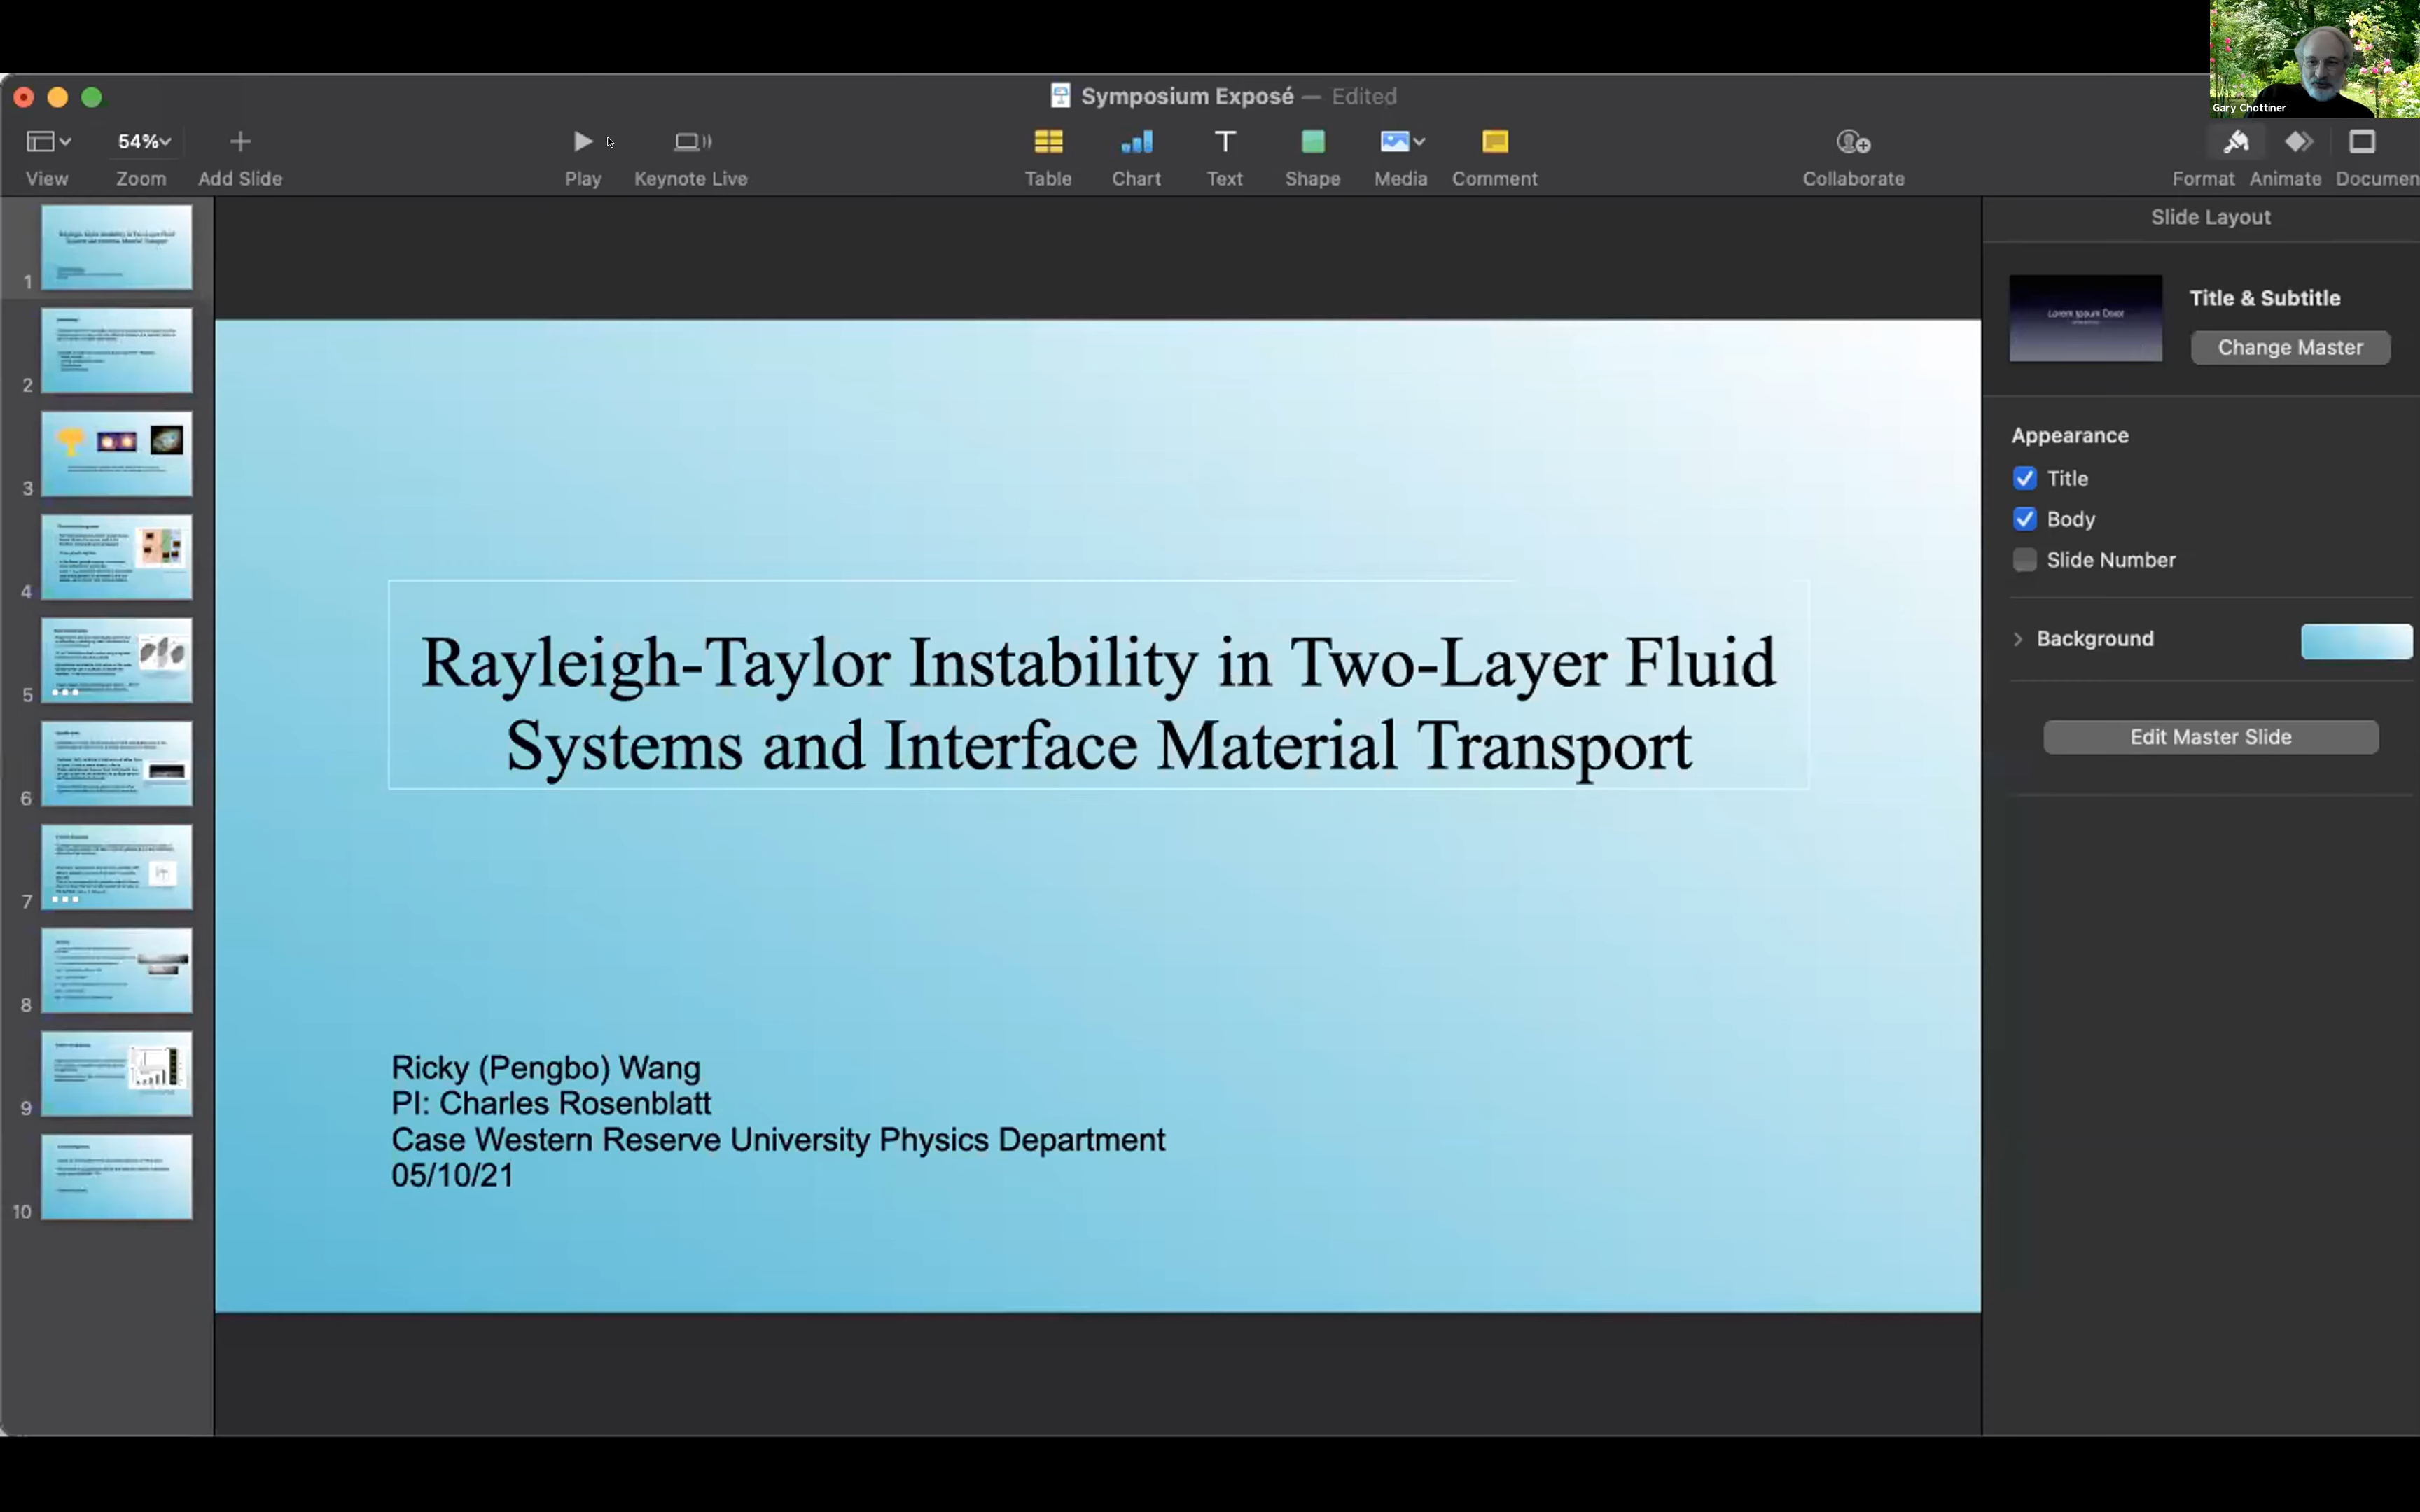 Gary Chottiner
Symposium Exposé — Edited
54%
View
Zoom
Add Slide
Play
Keynote Live
Table
Chart
Text
Shape
Media
Comment
Collaborate
Format
Animate
Documen
1
2
3
4
5
6
7
8
9
10
Rayleigh-Taylor Instability in Two-Layer Fluid
Systems and Interface Material Transport
Ricky (Pengbo) Wang
PI: Charles Rosenblatt
Case Western Reserve University Physics Department
05/10/21
Slide Layout
Lorem Ipsum Dolor
Title & Subtitle
Change Master
Appearance
Title
Body
Slide Number
Background
Edit Master Slide